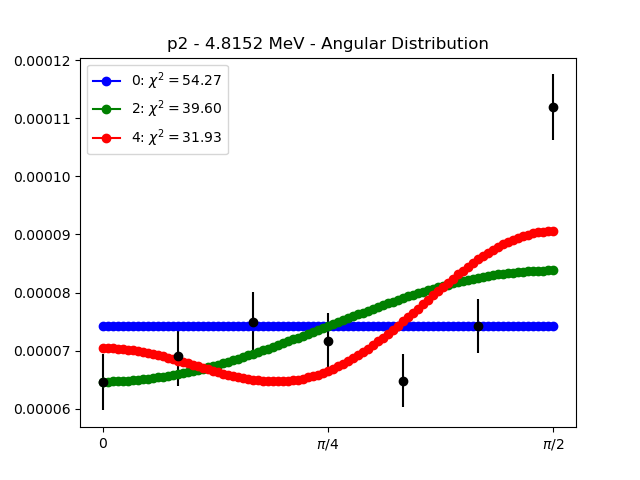 p2 - 4.8152 MeV - Angular Distribution
0.00012
0.00011
0.00010
0.00009
0.00008
0.00007
0.00006
0: χ² = 54.27
2: χ² = 39.60
4: χ² = 31.93
0
π/4
π/2